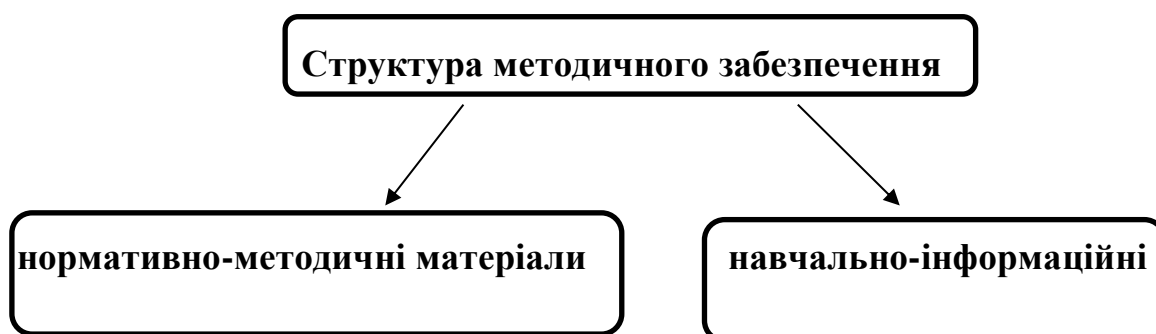 Структура методичного забезпечення
нормативно-методичні матеріали
навчально-інформаційні